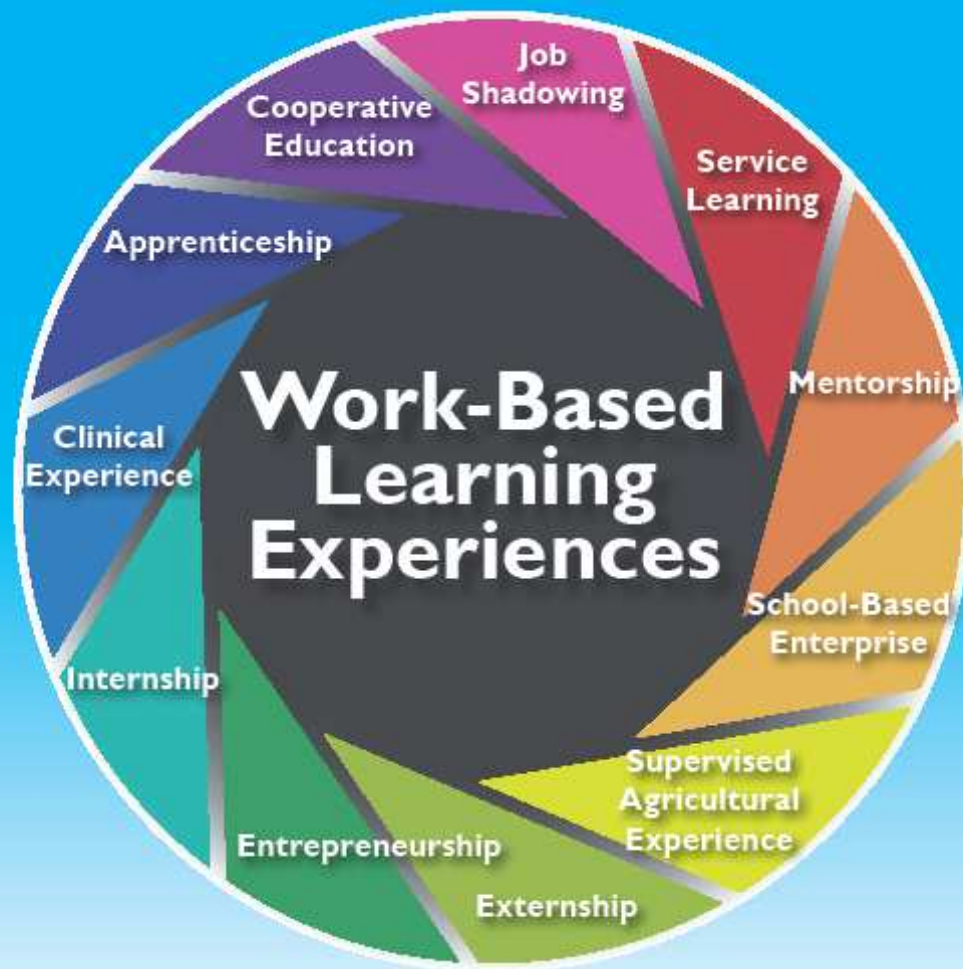 Job
Shadowing
Service
Learning
Mentorship
School-Based
Enterprise
Supervised
Agricultural
Experience
Externship
Entrepreneurship
Internship
Clinical
Experience
Apprenticeship
Cooperative
Education
Work-Based
Learning
Experiences